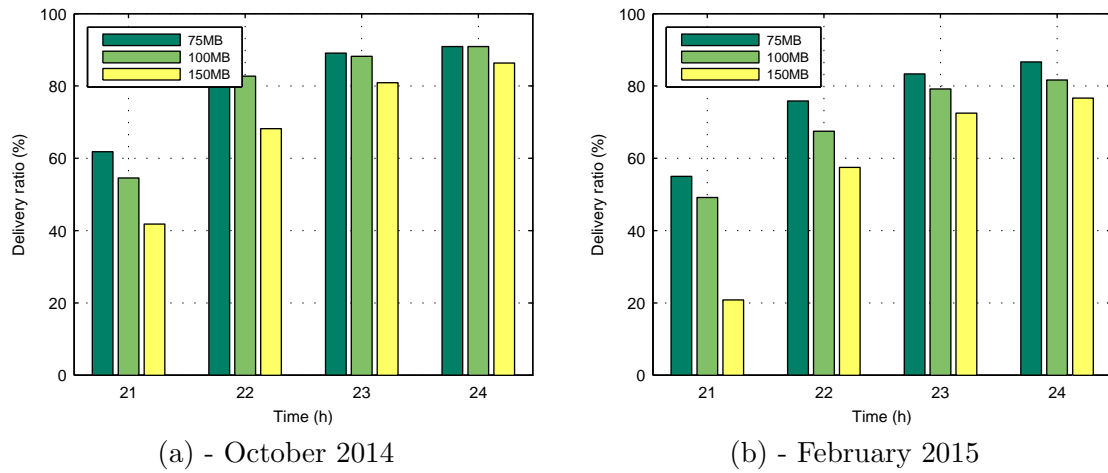 100
80
60
40
20
0
Delivery ratio (%)
75MB
100MB
150MB
21 22 23 24
Time (h)
(a) - October 2014
100
80
60
40
20
0
Delivery ratio (%)
75MB
100MB
150MB
21 22 23 24
Time (h)
(b) - February 2015